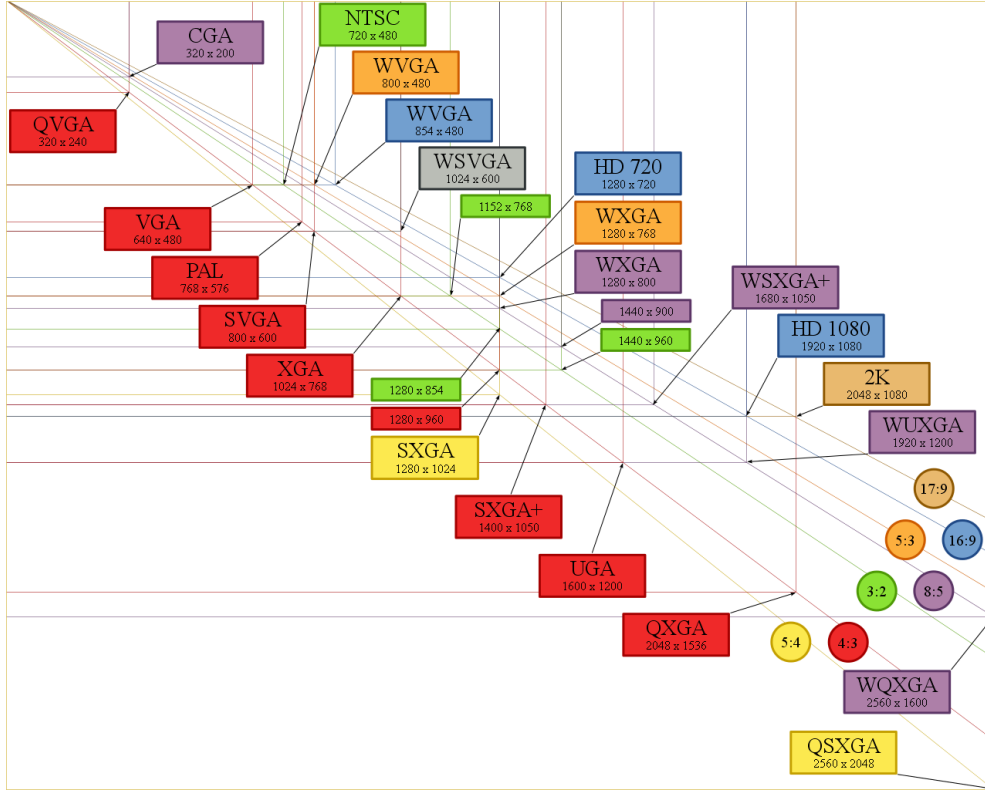 CGA
320 x 200
NTSC
720 x 480
WVGA
800 x 480
QVGA
320 x 240
WVGA
854 x 480
WSVGA
1024 x 600
HD 720
1280 x 720
1152 x 768
VGA
640 x 480
WXGA
1280 x 768
PAL
768 x 576
WXGA
1280 x 800
WSXGA+
1680 x 1050
SVGA
800 x 600
1440 x 900
HD 1080
1920 x 1080
1440 x 960
XGA
1024 x 768
1280 x 854
2K
2048 x 1080
1280 x 960
WUXGA
1920 x 1200
SXGA
1280 x 1024
17:9
SXGA+
1400 x 1050
5:3
16:9
UGA
1600 x 1200
3:2
8:5
QXGA
2048 x 1536
5:4
4:3
WQXGA
2560 x 1600
QSXGA
2560 x 2048